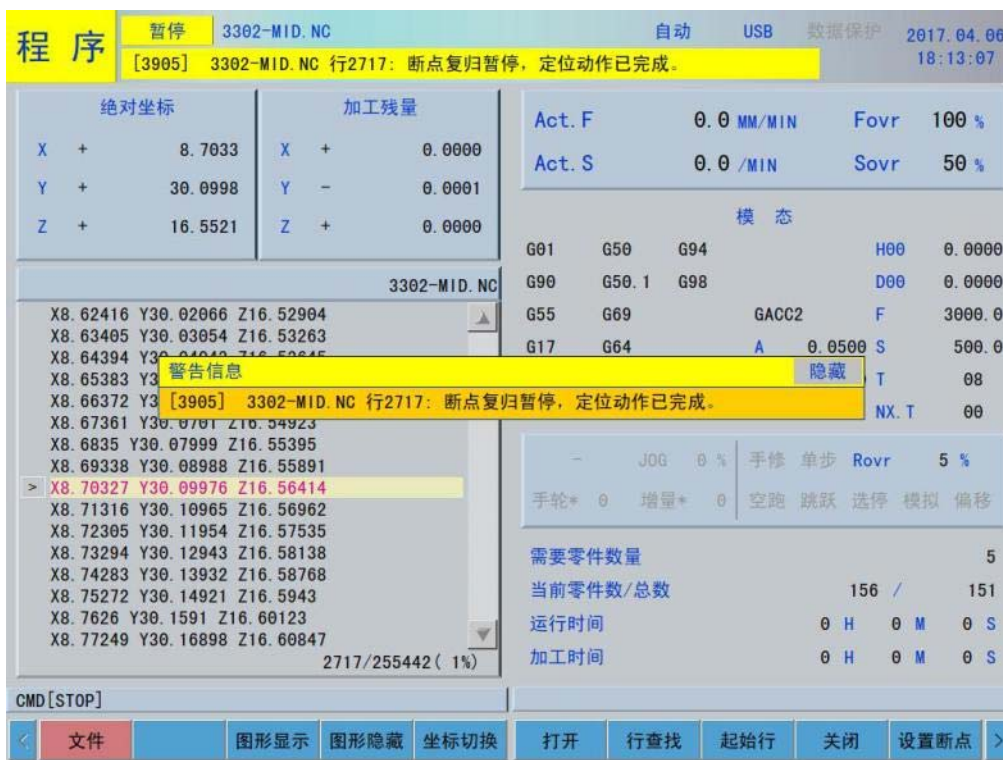 程 序
暂停 3302-MID.NC 自动 USB 数据保护 2017.04.06
[3905] 3302-MID.NC 行2717: 断点复归暂停, 定位动作已完成。 18:13:07
绝对坐标 加工残量
X + 8.7033 X + 0.0000
Y + 30.0998 Y - 0.0001
Z + 16.5521 Z + 0.0000
Act.F 0.0 MM/MIN Fovr 100 %
Act.S 0.0 /MIN Sovr 50 %
模 态
G01 G50 G94 H00 0.0000
G90 G50.1 G98 D00 0.0000
G55 G69 GACC2 F 3000.0
G17 G64 A 0.0500 S 500.0
T 08
NX.T 00
3302-MID.NC
X8.62416 Y30.02066 Z16.52904
X8.63405 Y30.03054 Z16.53263
X8.64394
X8.65383
X8.66372
X8.67361 Y30.0701 Z16.54923
X8.6835 Y30.07999 Z16.55395
X8.69338 Y30.08988 Z16.55891
> X8.70327 Y30.09976 Z16.56414
X8.71316 Y30.10965 Z16.56962
X8.72305 Y30.11954 Z16.57535
X8.73294 Y30.12943 Z16.58138
X8.74283 Y30.13932 Z16.58768
X8.75272 Y30.14921 Z16.5943
X8.7626 Y30.1591 Z16.60123
X8.77249 Y30.16898 Z16.60847
2717/255442( 1%)
警告信息 隐藏
[3905] 3302-MID.NC 行2717: 断点复归暂停, 定位动作已完成。
- JOG 0 % 手修 单步 Rovr 5 %
手轮* 0 增量* 0 空跑 跳跃 选停 模拟 偏移
需要零件数量 5
当前零件数/总数 156 / 151
运行时间 0 H 0 M 0 S
加工时间 0 H 0 M 0 S
CMD[STOP]
< 文件 图形显示 图形隐藏 坐标切换 打开 行查找 起始行 关闭 设置断点 >